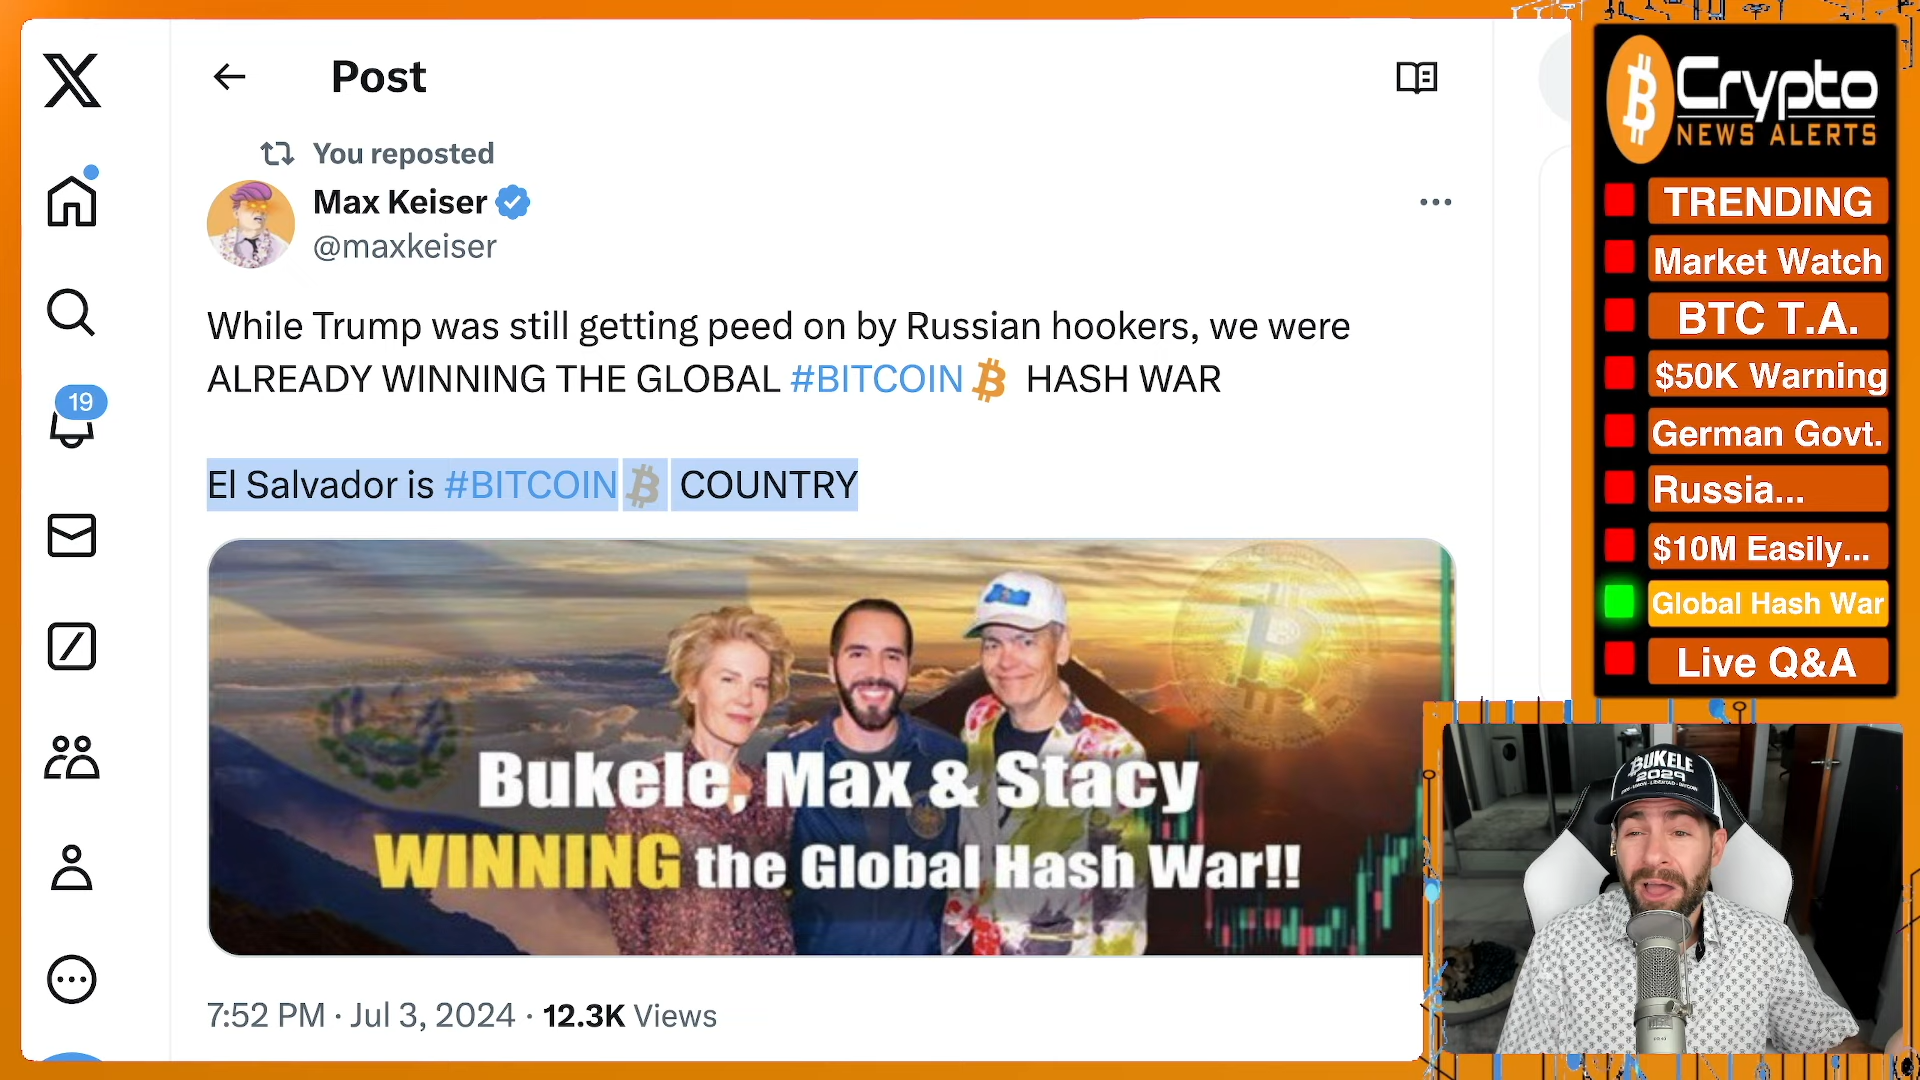 Post
You reposted
Max Keiser
@maxkeiser
While Trump was still getting peed on by Russian hookers, we were
ALREADY WINNING THE GLOBAL #BITCOIN HASH WAR
El Salvador is #BITCOIN COUNTRY
Bukele, Max & Stacy
WINNING the Global Hash War!!
7:52 PM · Jul 3, 2024 · 12.3K Views
19
Crypto
NEWS ALERTS
TRENDING
Market Watch
BTC T.A.
$50K Warning
German Govt.
Russia...
$10M Easily...
Global Hash War
Live Q&A
BUKELE
2029